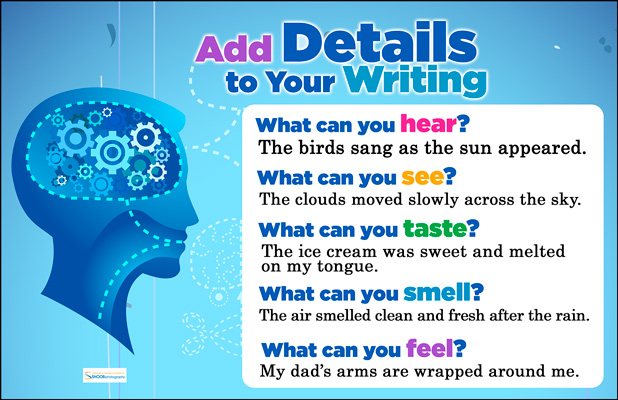 Add Details
to Your Writing
What can you hear?
The birds sang as the sun appeared.
What can you see?
The clouds moved slowly across the sky.
What can you taste?
The ice cream was sweet and melted
on my tongue.
What can you smell?
The air smelled clean and fresh after the rain.
What can you feel?
My dad's arms are wrapped around me.